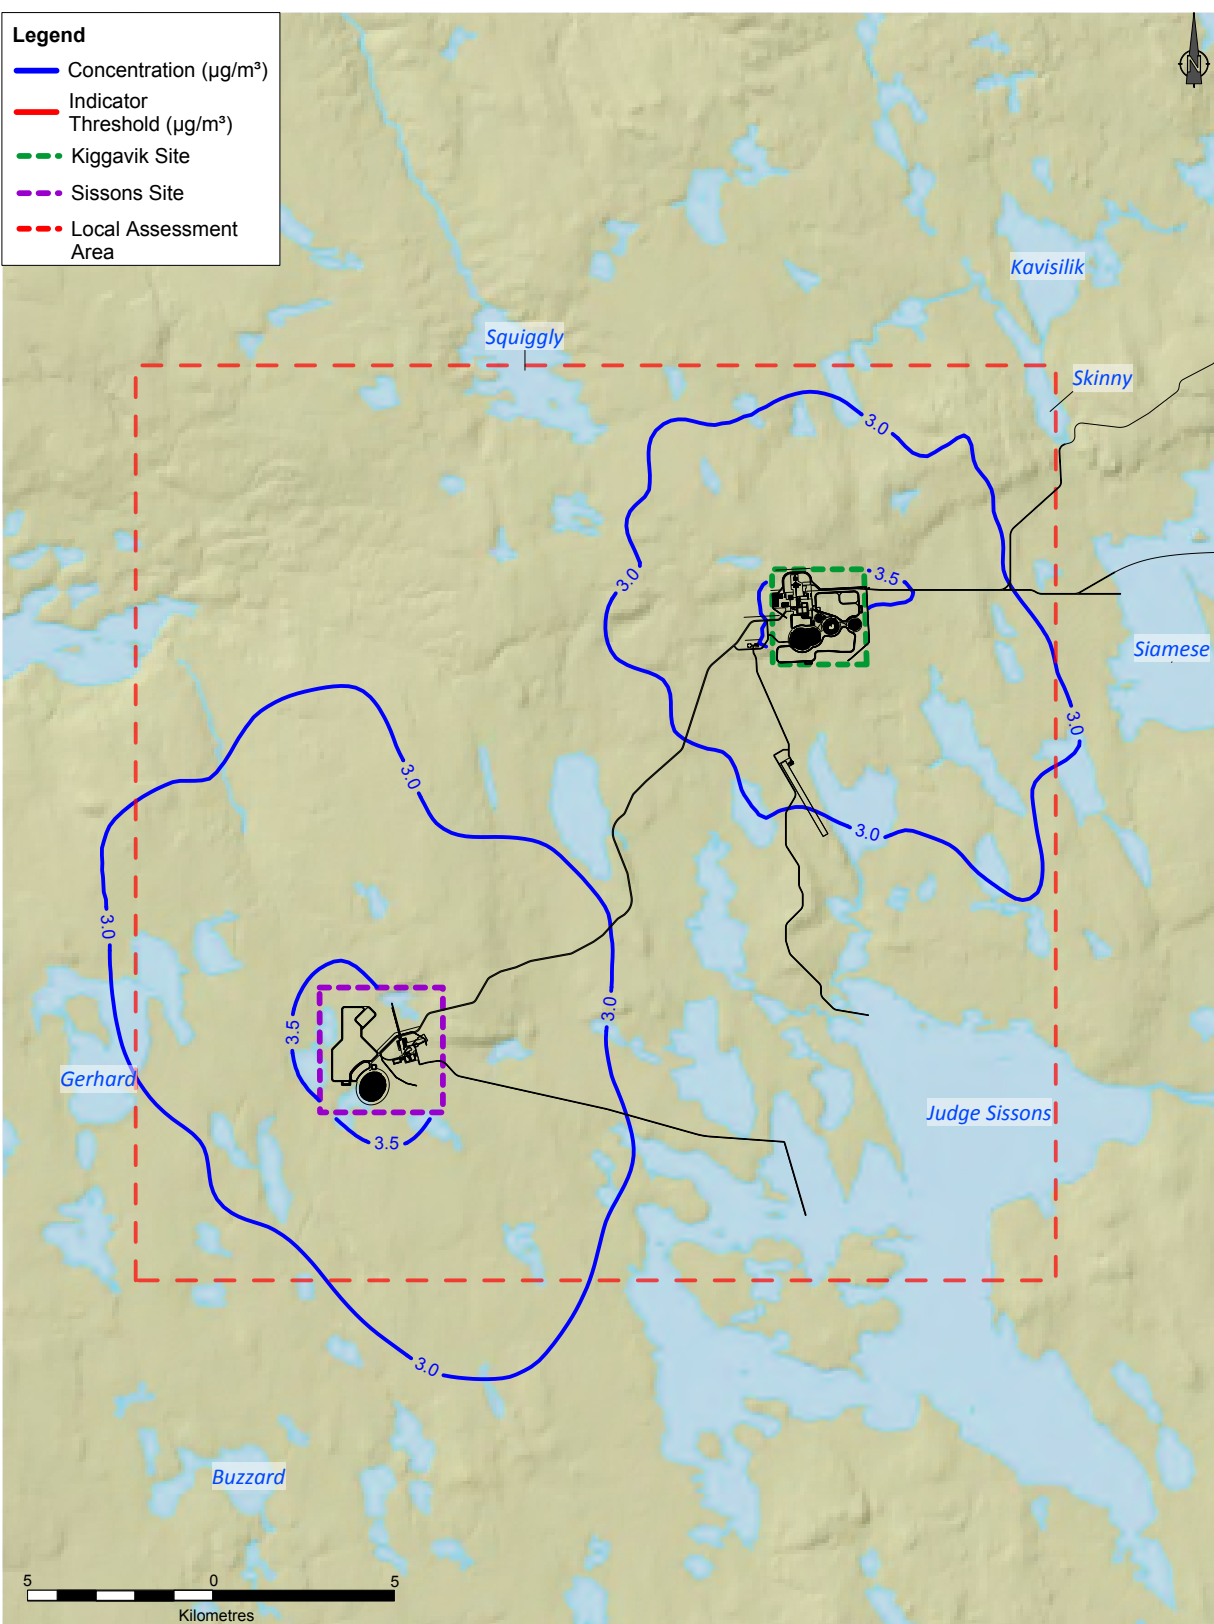 Legend
Concentration (µg/m³)
Indicator
Threshold (µg/m³)
Kiggavik Site
Sissons Site
Local Assessment
Area
N
Kavisilik
Squiggly
Skinny
3.0
3.0
3.5
Siamese
3.0
3.0
3.0
3.0
3.0
3.5
Gerhard
Judge Sissons
3.5
3.0
Buzzard
5 0 5
Kilometres